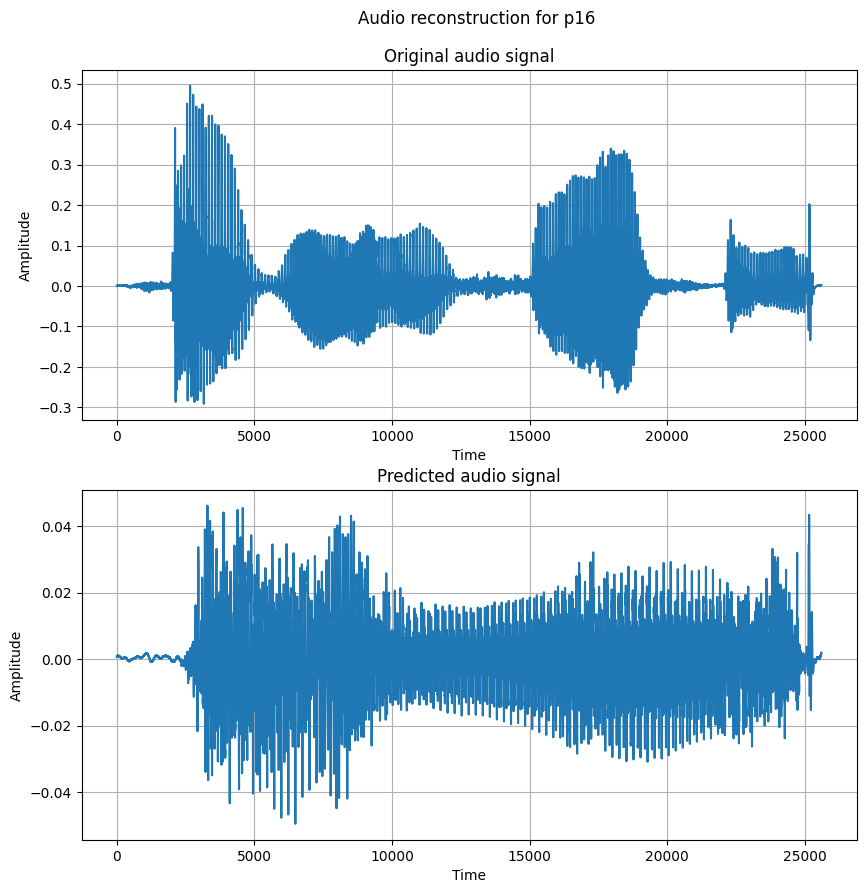 Audio reconstruction for p16
Original audio signal
0.5
0.4
0.3
0.2
0.1
0.0
−0.1
−0.2
−0.3
Amplitude
0 5000 10000 15000 20000 25000
Time
Predicted audio signal
0.04
0.02
0.00
−0.02
−0.04
Amplitude
0 5000 10000 15000 20000 25000
Time